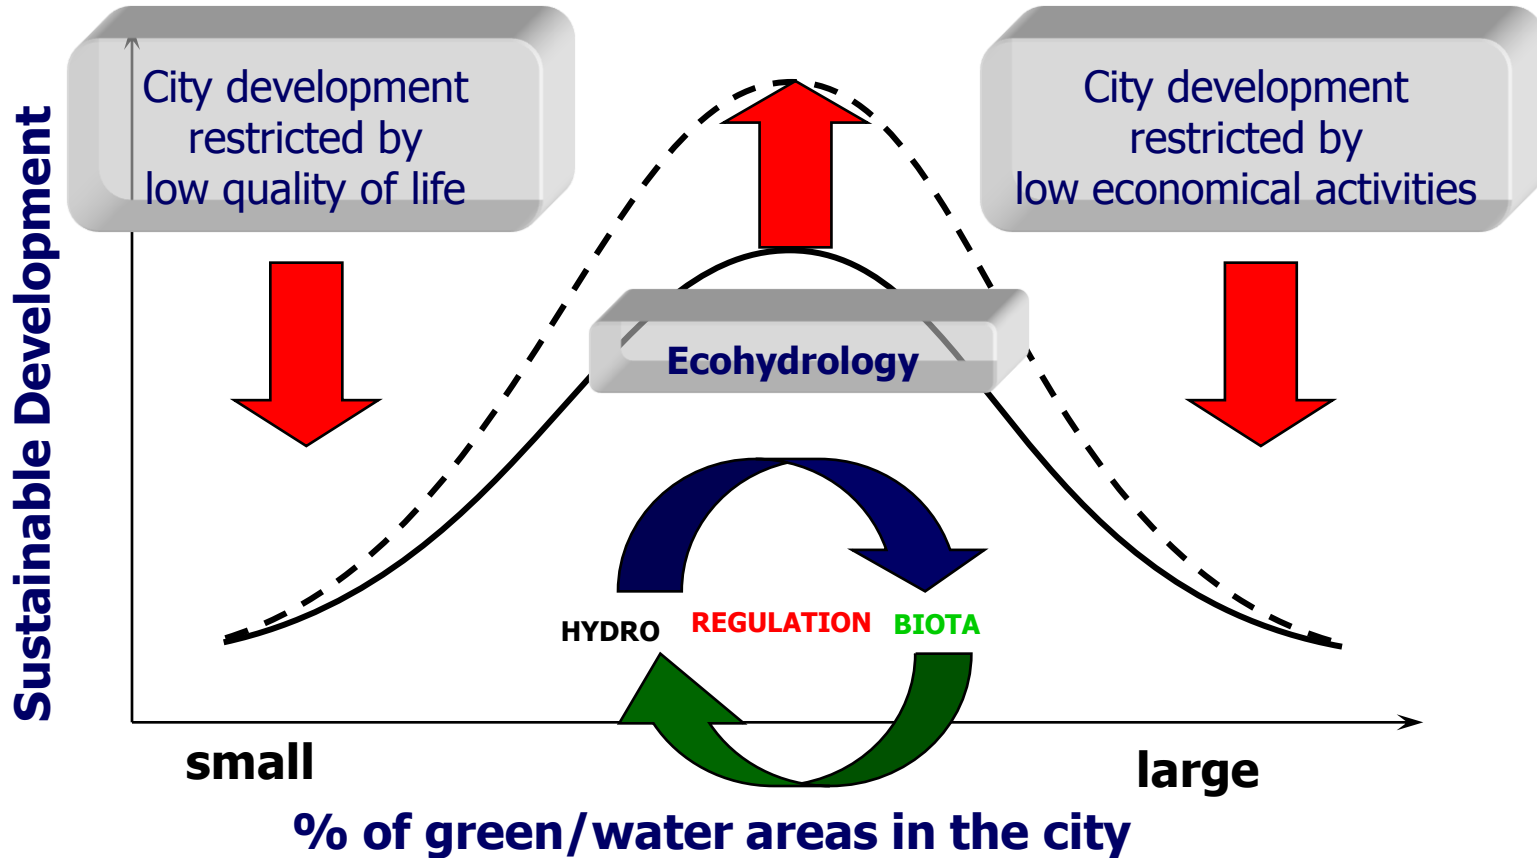 City development
restricted by
low quality of life
City development
restricted by
low economical activities
Sustainable Development
Ecohydrology
HYDRO REGULATION BIOTA
small
large
% of green/water areas in the city